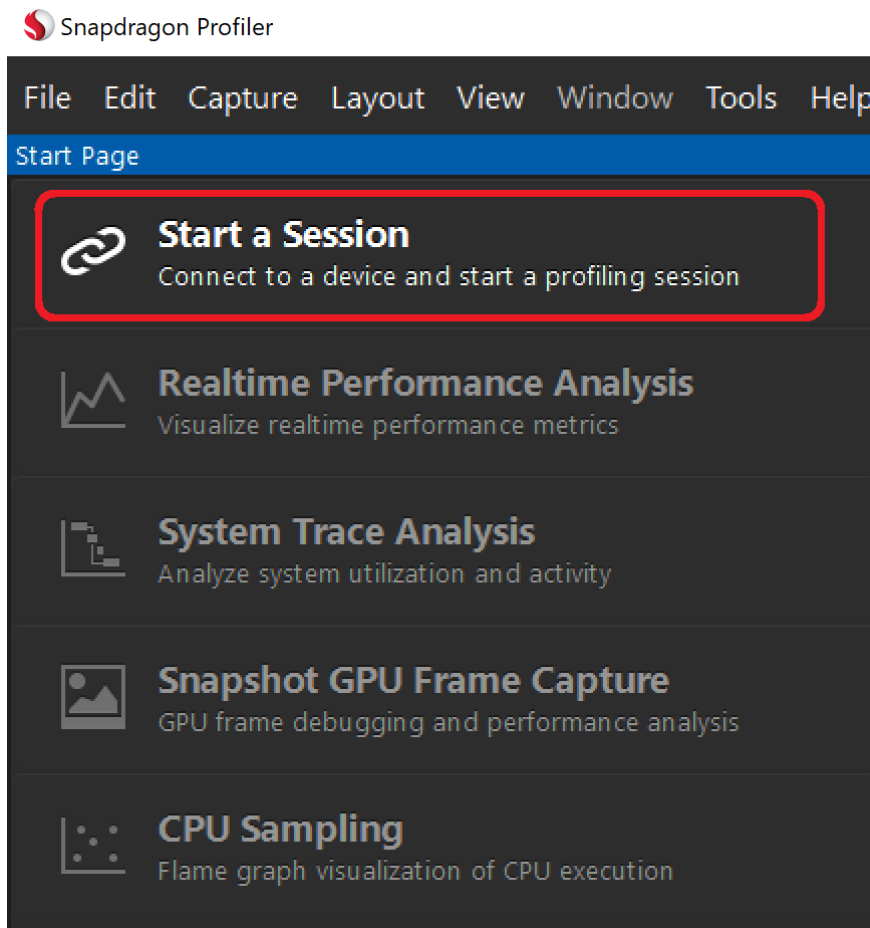 Snapdragon Profiler
File Edit Capture Layout View Window Tools Help
Start Page
Start a Session
Connect to a device and start a profiling session
Realtime Performance Analysis
Visualize realtime performance metrics
System Trace Analysis
Analyze system utilization and activity
Snapshot GPU Frame Capture
GPU frame debugging and performance analysis
CPU Sampling
Flame graph visualization of CPU execution